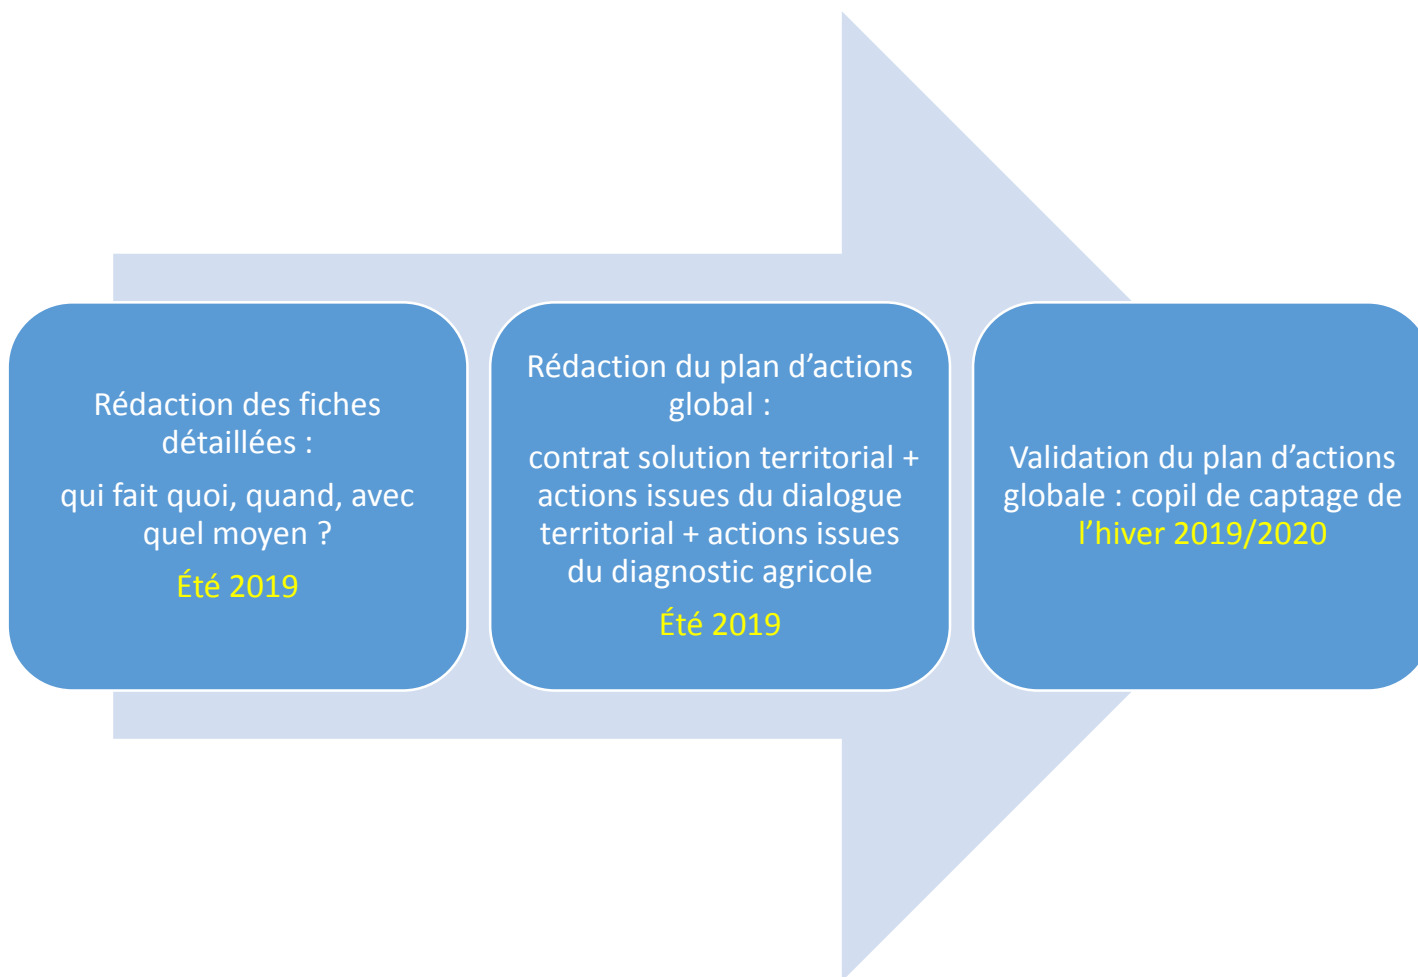 Rédaction des fiches
détaillées :
qui fait quoi, quand, avec
quel moyen ?
Été 2019
Rédaction du plan d’actions
global :
contrat solution territorial +
actions issues du dialogue
territorial + actions issues
du diagnostic agricole
Été 2019
Validation du plan d’actions
globale : copil de captage de
l’hiver 2019/2020